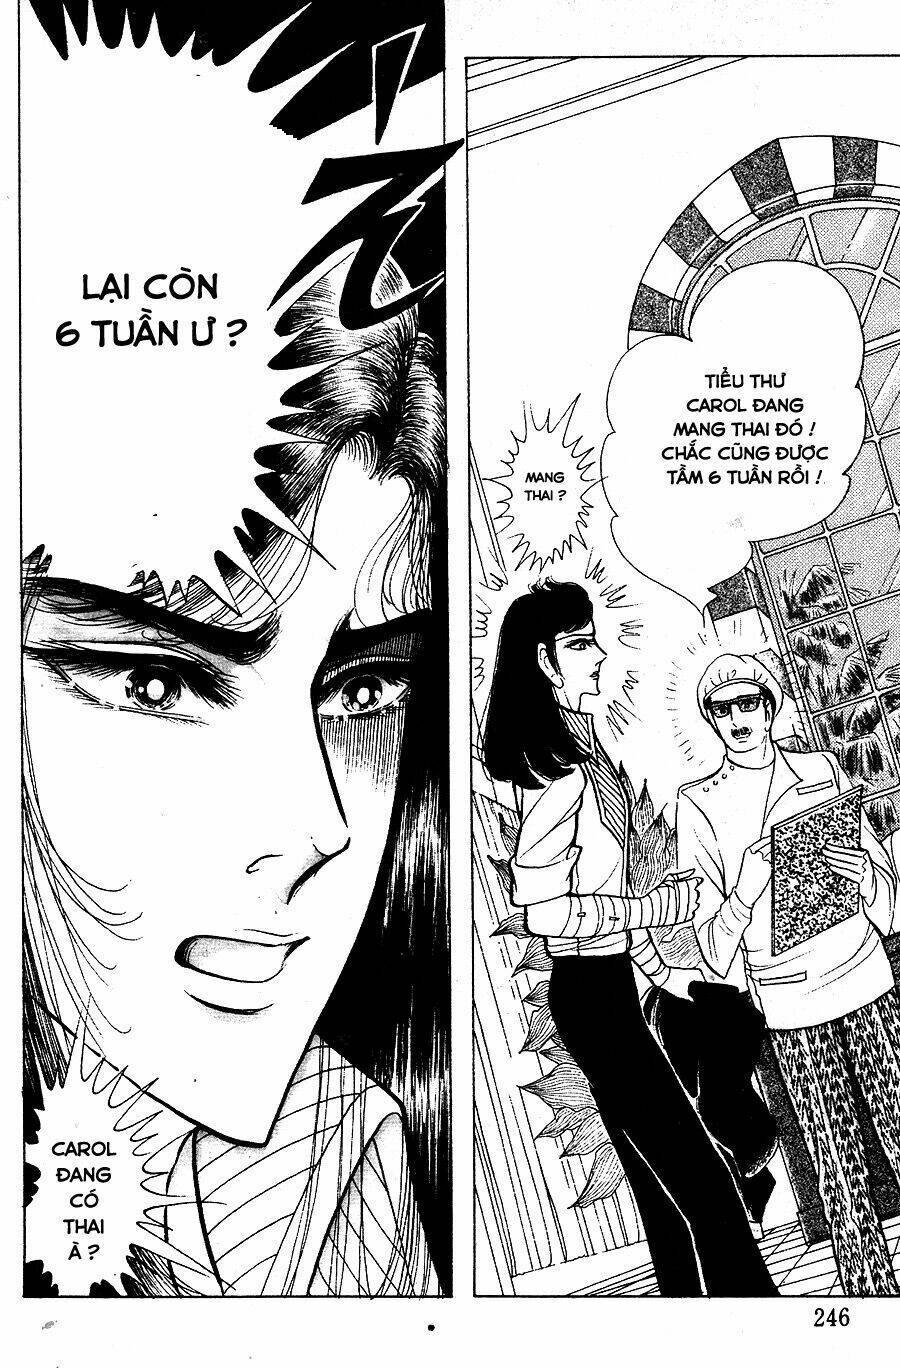 TIỂU THƯ
CAROL ĐANG
MANG THAI ĐÓ !
CHẮC CŨNG ĐƯỢC
TẦM 6 TUẦN RỒI !
MANG
THAI ?
LẠI CÒN
6 TUẦN Ư ?
CAROL
ĐANG
CÓ
THAI
À ?
246